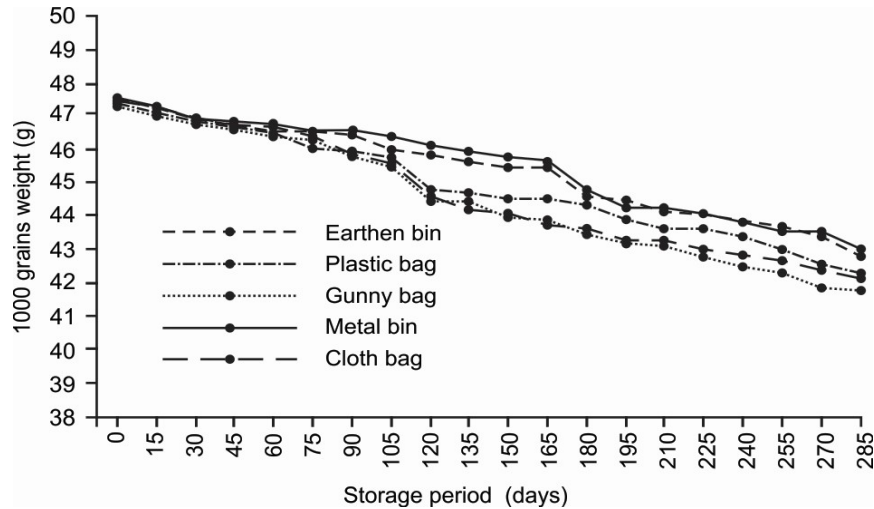 1000 grains weight (g)
50
49
48
47
46
45
44
43
42
41
40
39
38
Earthen bin
Plastic bag
Gunny bag
Metal bin
Cloth bag
0 15 30 45 60 75 90 105 120 135 150 165 180 195 210 225 240 255 270 285
Storage period (days)